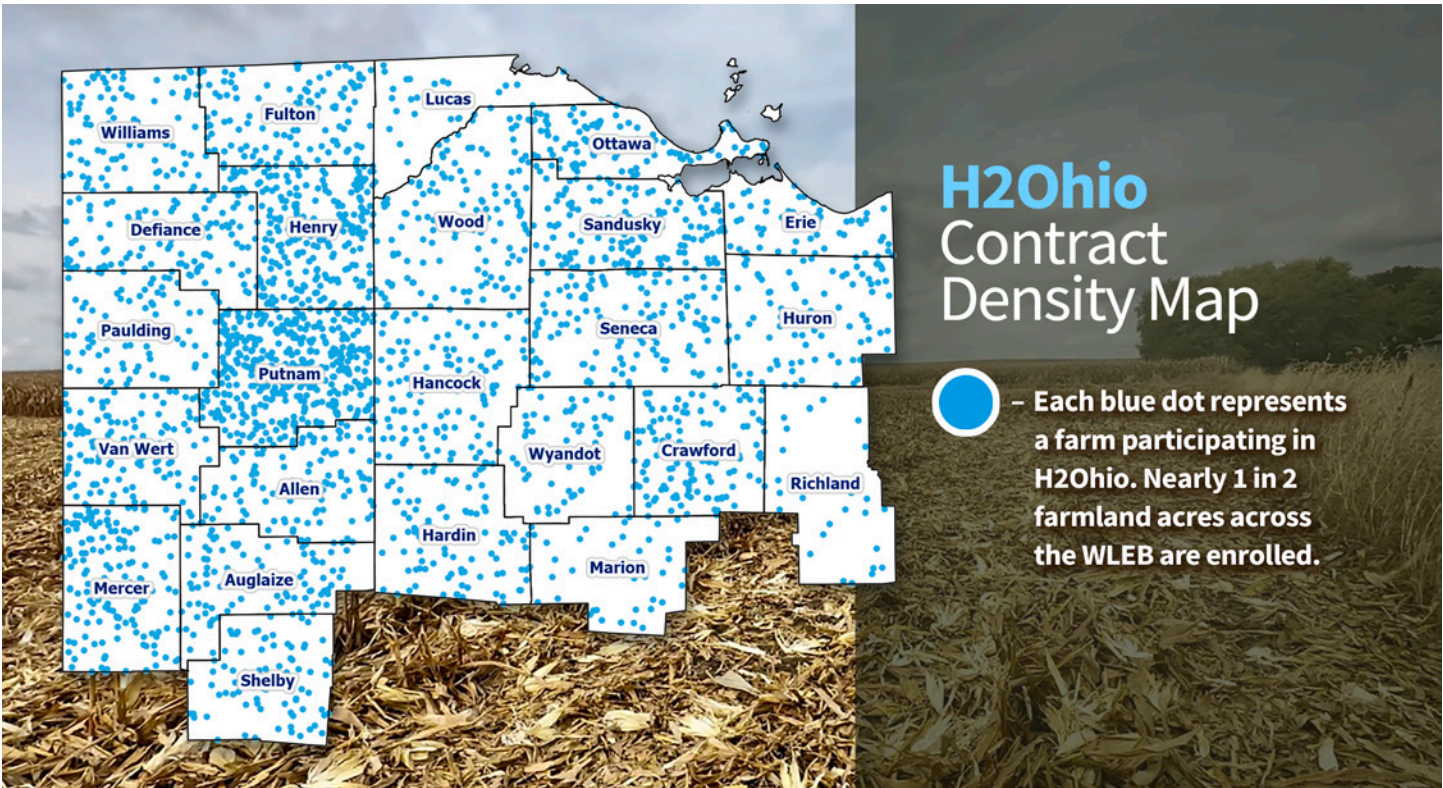 Williams
Fulton
Lucas
Ottawa
Defiance
Henry
Wood
Sandusky
Erie
Paulding
Putnam
Hancock
Seneca
Huron
Van Wert
Allen
Wyandot
Crawford
Richland
Mercer
Auglaize
Hardin
Marion
Shelby
H2Ohio
Contract
Density Map
– Each blue dot represents
a farm participating in
H2Ohio. Nearly 1 in 2
farmland acres across
the WLEB are enrolled.